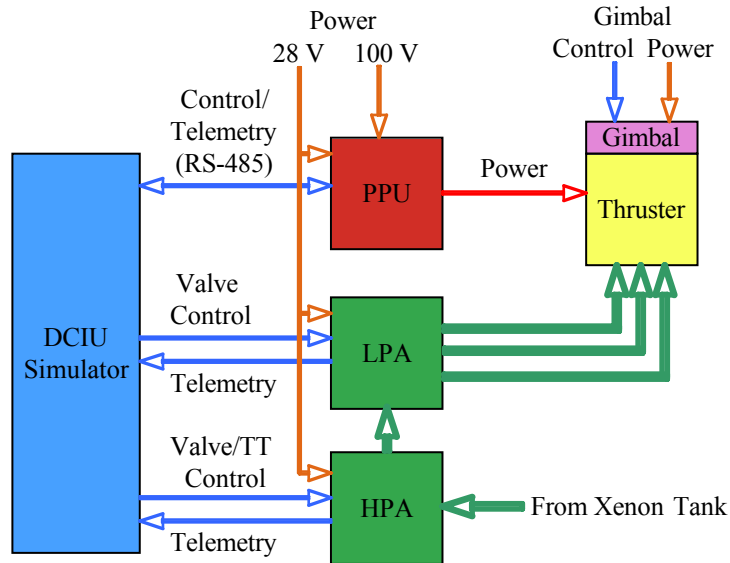 Power
28 V 100 V
Gimbal
Control Power
Control/
Telemetry
(RS-485)
Gimbal
PPU
Power
Thruster
Valve
Control
DCIU
Simulator
LPA
Telemetry
Valve/TT
Control
HPA
From Xenon Tank
Telemetry